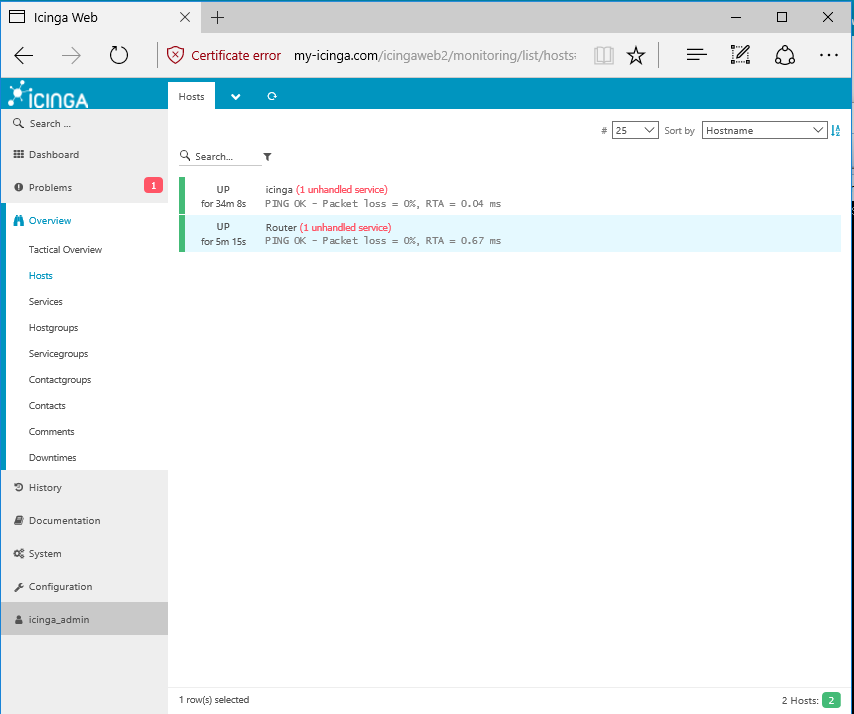 Icinga Web
Certificate error my-icinga.com/icingaweb2/monitoring/list/hosts
icinga
Hosts
Search ...
Dashboard
Problems 1
Overview
Tactical Overview
Hosts
Services
Hostgroups
Servicegroups
Contactgroups
Contacts
Comments
Downtimes
History
Documentation
System
Configuration
icinga_admin
# 25 Sort by Hostname
Search...
UP icinga (1 unhandled service)
for 34m 8s PING OK - Packet loss = 0%, RTA = 0.04 ms
UP Router (1 unhandled service)
for 5m 15s PING OK - Packet loss = 0%, RTA = 0.67 ms
1 row(s) selected 2 Hosts: 2